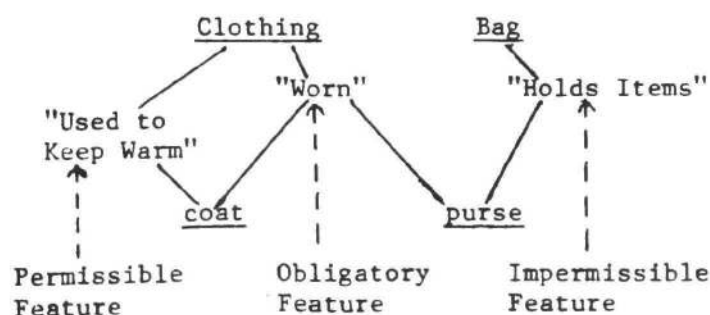 Clothing Bag
"Worn" "Holds Items"
"Used to
Keep Warm"
coat purse
Permissible Obligatory Impermissible
Feature Feature Feature